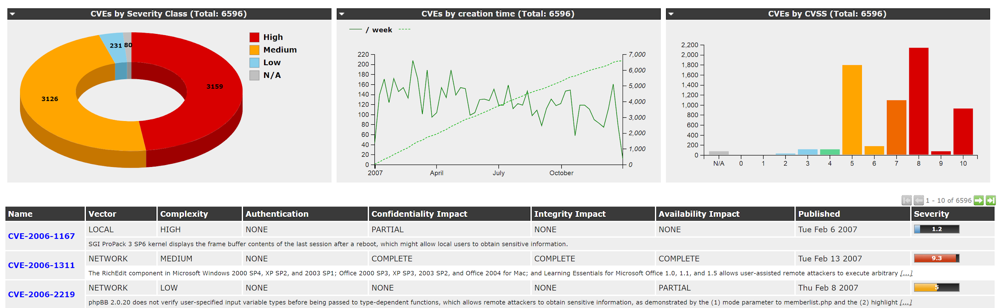 CVEs by Severity Class (Total: 6596)
High
Medium
Low
N/A
231 80
3159
3126
CVEs by creation time (Total: 6596)
/ week
220
200
180
160
140
120
100
80
60
40
20
0
7,000
6,000
5,000
4,000
3,000
2,000
1,000
0
2007 April July October
CVEs by CVSS (Total: 6596)
2,200
2,000
1,800
1,600
1,400
1,200
1,000
800
600
400
200
0
N/A 0 1 2 3 4 5 6 7 8 9 10
1 - 10 of 6596
Name Vector Complexity Authentication Confidentiality Impact Integrity Impact Availability Impact Published Severity
CVE-2006-1167 LOCAL HIGH NONE PARTIAL NONE NONE Tue Feb 6 2007 1.2
SGI ProPack 3 SP6 kernel displays the frame buffer contents of the last session after a reboot, which might allow local users to obtain sensitive information.
CVE-2006-1311 NETWORK MEDIUM NONE COMPLETE COMPLETE COMPLETE Tue Feb 13 2007 9.3
The RichEdit component in Microsoft Windows 2000 SP4, XP SP2, and 2003 SP1; Office 2000 SP3, XP SP3, 2003 SP2, and Office 2004 for Mac; and Learning Essentials for Microsoft Office 1.0, 1.1, and 1.5 allows user-assisted remote attackers to execute arbitrary [...]
CVE-2006-2219 NETWORK LOW NONE NONE NONE PARTIAL Thu Feb 8 2007 5
phpBB 2.0.20 does not verify user-specified input variable types before being passed to type-dependent functions, which allows remote attackers to obtain sensitive information, as demonstrated by the (1) mode parameter to memberlist.php and the (2) highlight [...]